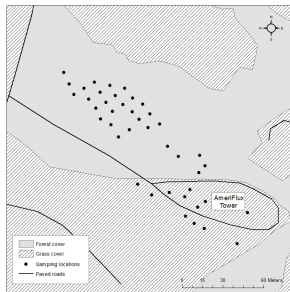 N
W E
S
AmeriFlux
Tower
Forest cover
Grass cover
Sampling locations
Paved roads
0 15 30 60 Meters